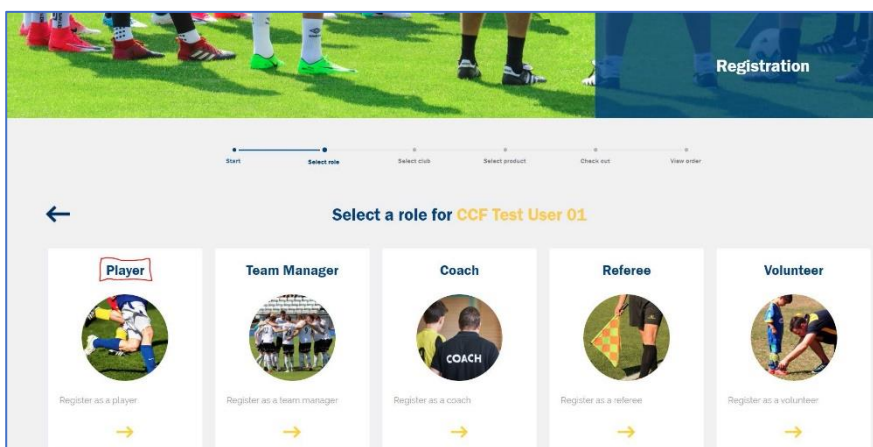 Registration
Start Select role Select club Select product Check out View order
Select a role for CCF Test User 01
Player Team Manager Coach Referee Volunteer
COACH
Register as a player Register as a team manager Register as a coach Register as a referee Register as a volunteer